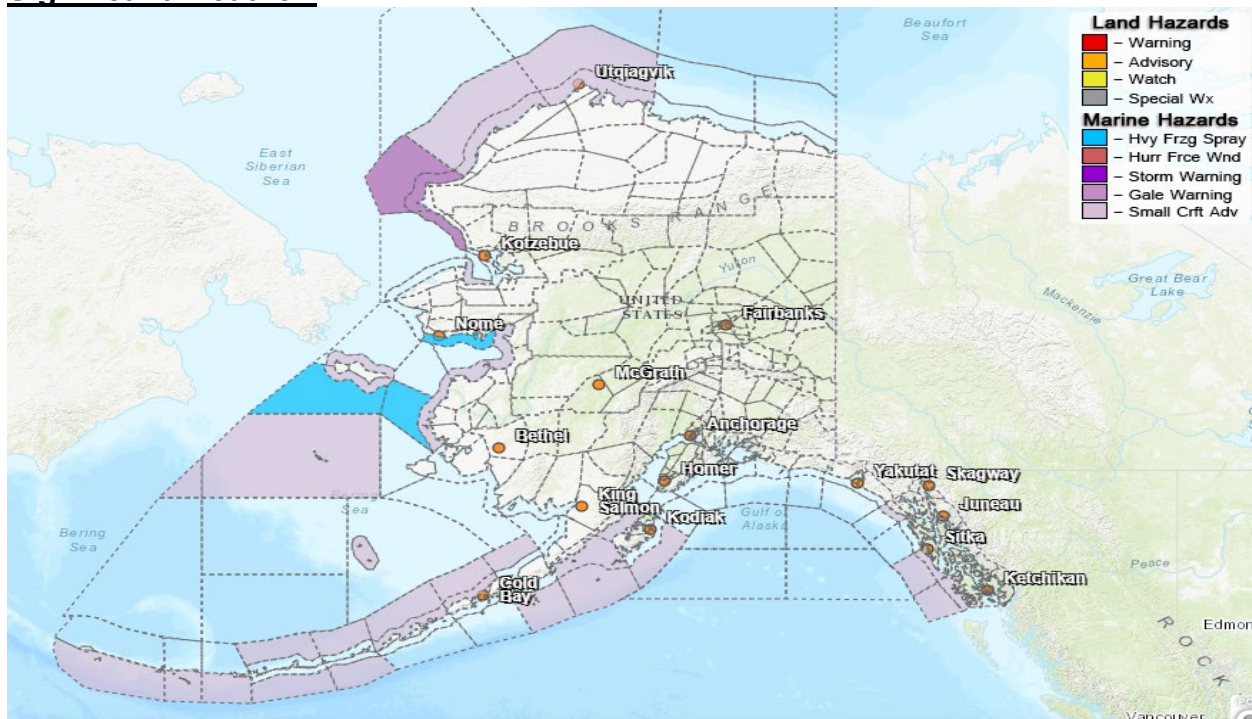 Land Hazards
– Warning
– Advisory
– Watch
– Special Wx
Marine Hazards
– Hvy Frzg Spray
– Hurr Frce Wnd
– Storm Warning
– Gale Warning
– Small Crft Adv
Beaufort
Sea
Utqiagvik
East
Siberian
Sea
BROOKS RANGE
Kotzebue
Yukon
Great Bear
Lake
Mackenzie
UNITED
STATES
Nome
Fairbanks
McGrath
Anchorage
Bethel
Homer
Yakutat
Skagway
King
Salmon
Kodiak
Gulf of
Alaska
Juneau
Bering
Sea
Bering
Sea
Sitka
Peace
Cold
Bay
Ketchikan
Edmon
ROCK
Vancouver